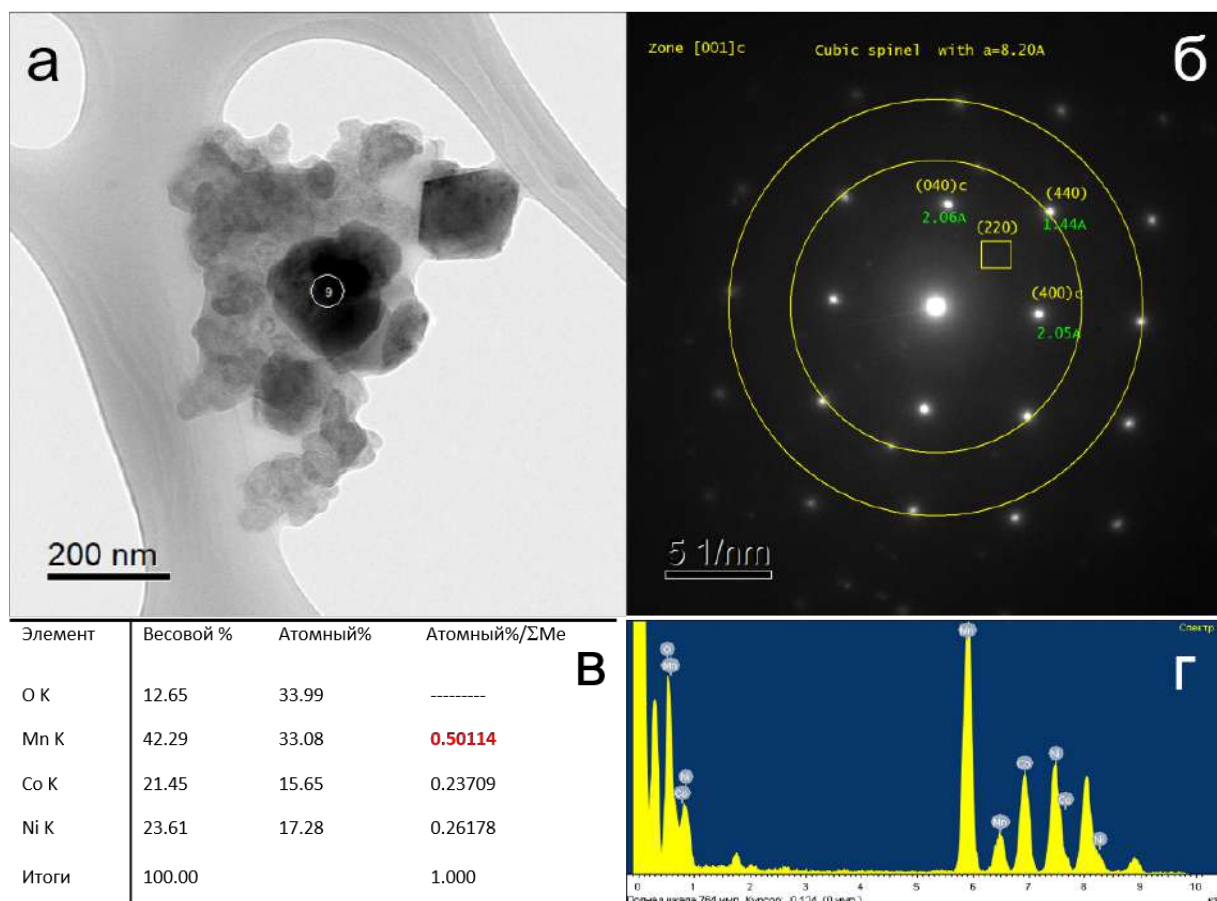 а
9
200 nm
б
Zone [001]c
Cubic spinel with a=8.20A
(040)c
2.06A
(440)
1.44A
(220)
(400)c
2.05A
5 1/nm
Элемент Весовой % Атомный% Атомный%/ΣMe
O K 12.65 33.99 ---------
Mn K 42.29 33.08 0.50114
Co K 21.45 15.65 0.23709
Ni K 23.61 17.28 0.26178
Итоги 100.00 1.000
в
г
Спектр
Mn
O
Mn
Ni
Co
Mn
Co
Ni
Co
Ni
0 1 2 3 4 5 6 7 8 9 10